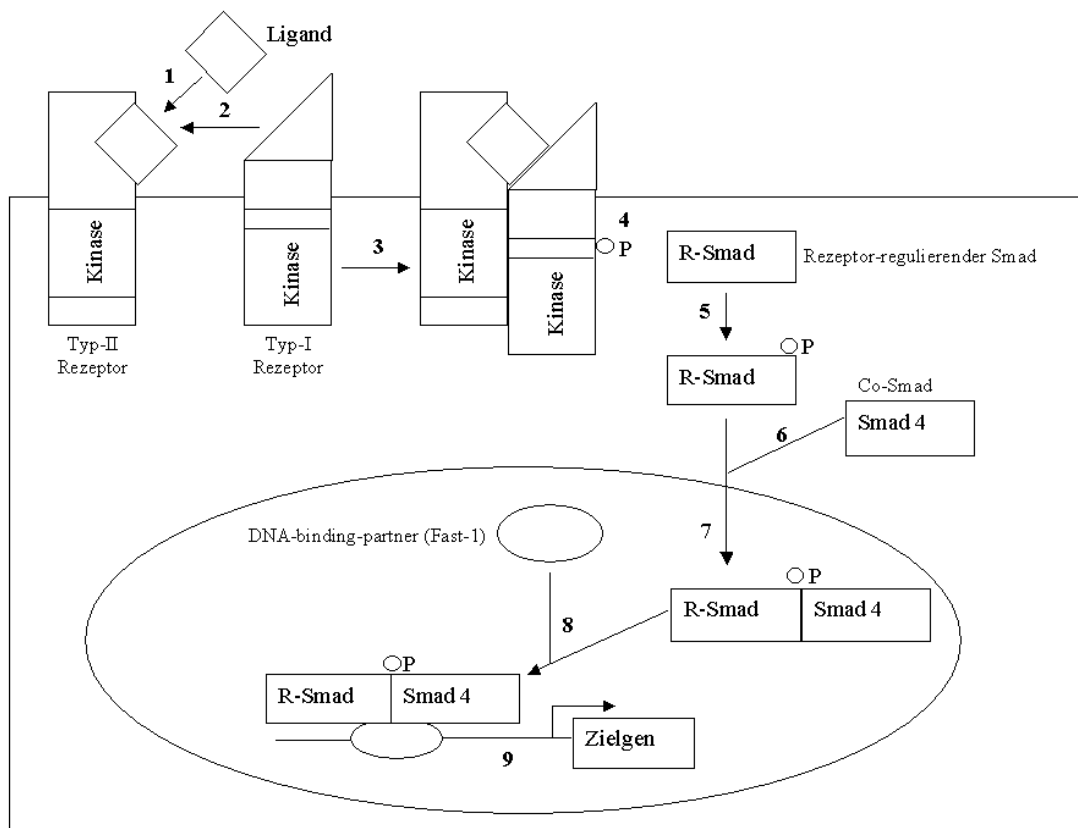 Ligand
1
2
Kinase
Kinase
3
Kinase
Kinase
4
P
Typ-II
Rezeptor
Typ-I
Rezeptor
R-Smad
Rezeptor-regulierender Smad
5
P
R-Smad
Co-Smad
Smad 4
6
7
DNA-binding-partner (Fast-1)
P
R-Smad
Smad 4
8
P
R-Smad
Smad 4
9
Zielgen